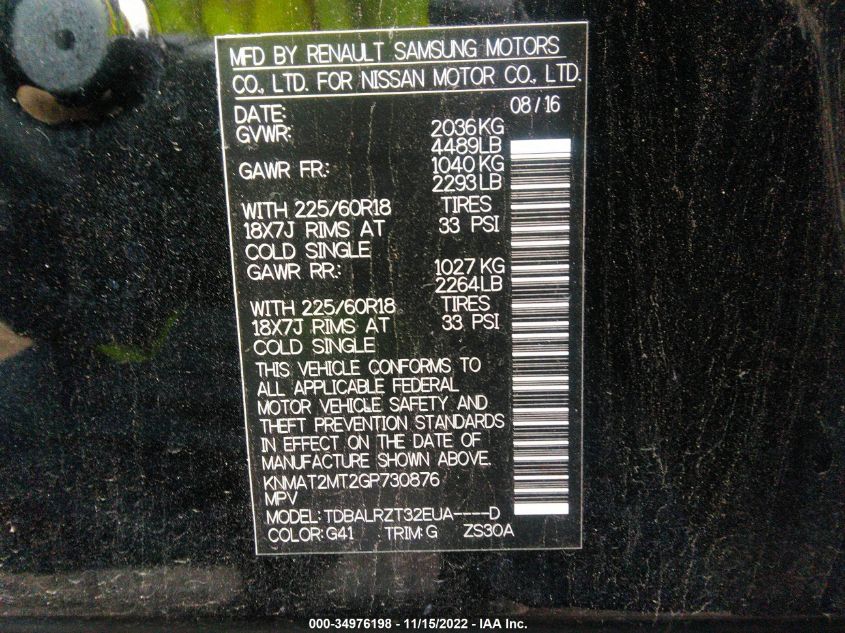 MFD BY RENAULT SAMSUNG MOTORS
CO., LTD. FOR NISSAN MOTOR CO., LTD.
DATE: 08/16
GVWR: 2036KG
4489LB
GAWR FR: 1040KG
2293LB
WITH 225/60R18 TIRES
18X7J RIMS AT 33 PSI
COLD SINGLE
GAWR RR: 1027KG
2264LB
WITH 225/60R18 TIRES
18X7J RIMS AT 33 PSI
COLD SINGLE
THIS VEHICLE CONFORMS TO
ALL APPLICABLE FEDERAL
MOTOR VEHICLE SAFETY AND
THEFT PREVENTION STANDARDS
IN EFFECT ON THE DATE OF
MANUFACTURE SHOWN ABOVE.
KNMAT2MT2GP730876
MPV
MODEL: TDBALRZT32EUA----D
COLOR: G41 TRIM: G ZS30A
000-34976198 - 11/15/2022 - IAA Inc.